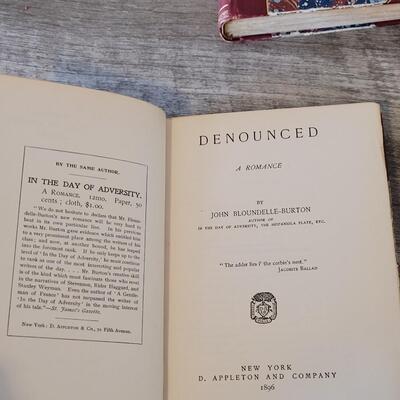 BY THE SAME AUTHOR.
IN THE DAY OF ADVERSITY.
A Romance. 12mo. Paper, 50
cents; cloth, $1.00.
"We do not hesitate to declare that Mr. Bloun-
delle-Burton's new romance will be very hard to
beat in its own particular line. In his previous
works Mr. Burton gave evidence which entitled him
to a very prominent place among the writers of his
class; and now, at another bound, he has leaped
into the foremost rank. If he only keeps up to the
level of 'In the Day of Adversity,' he must continue
to rank as one of the most interesting and popular
writers of the day. . . . Mr. Burton's creative
skill is of the kind which must fascinate those who revel
in the narratives of Stevenson, Rider Haggard, and
Stanley Weyman. Even the author of 'A Gentle-
man of France' has not surpassed the writer of
'In the Day of Adversity' in the moving interest
of his tale."—St. James's Gazette.
New York: D. APPLETON & CO., 72 Fifth Avenue.
DENOUNCED
A ROMANCE
BY
JOHN BLOUNDELLE-BURTON
AUTHOR OF
IN THE DAY OF ADVERSITY, THE HISPANIOLA PLATE, ETC.
"The adder lies i' the corbie's nest."
JACOBITE BALLAD
NEW YORK
D. APPLETON AND COMPANY
1896